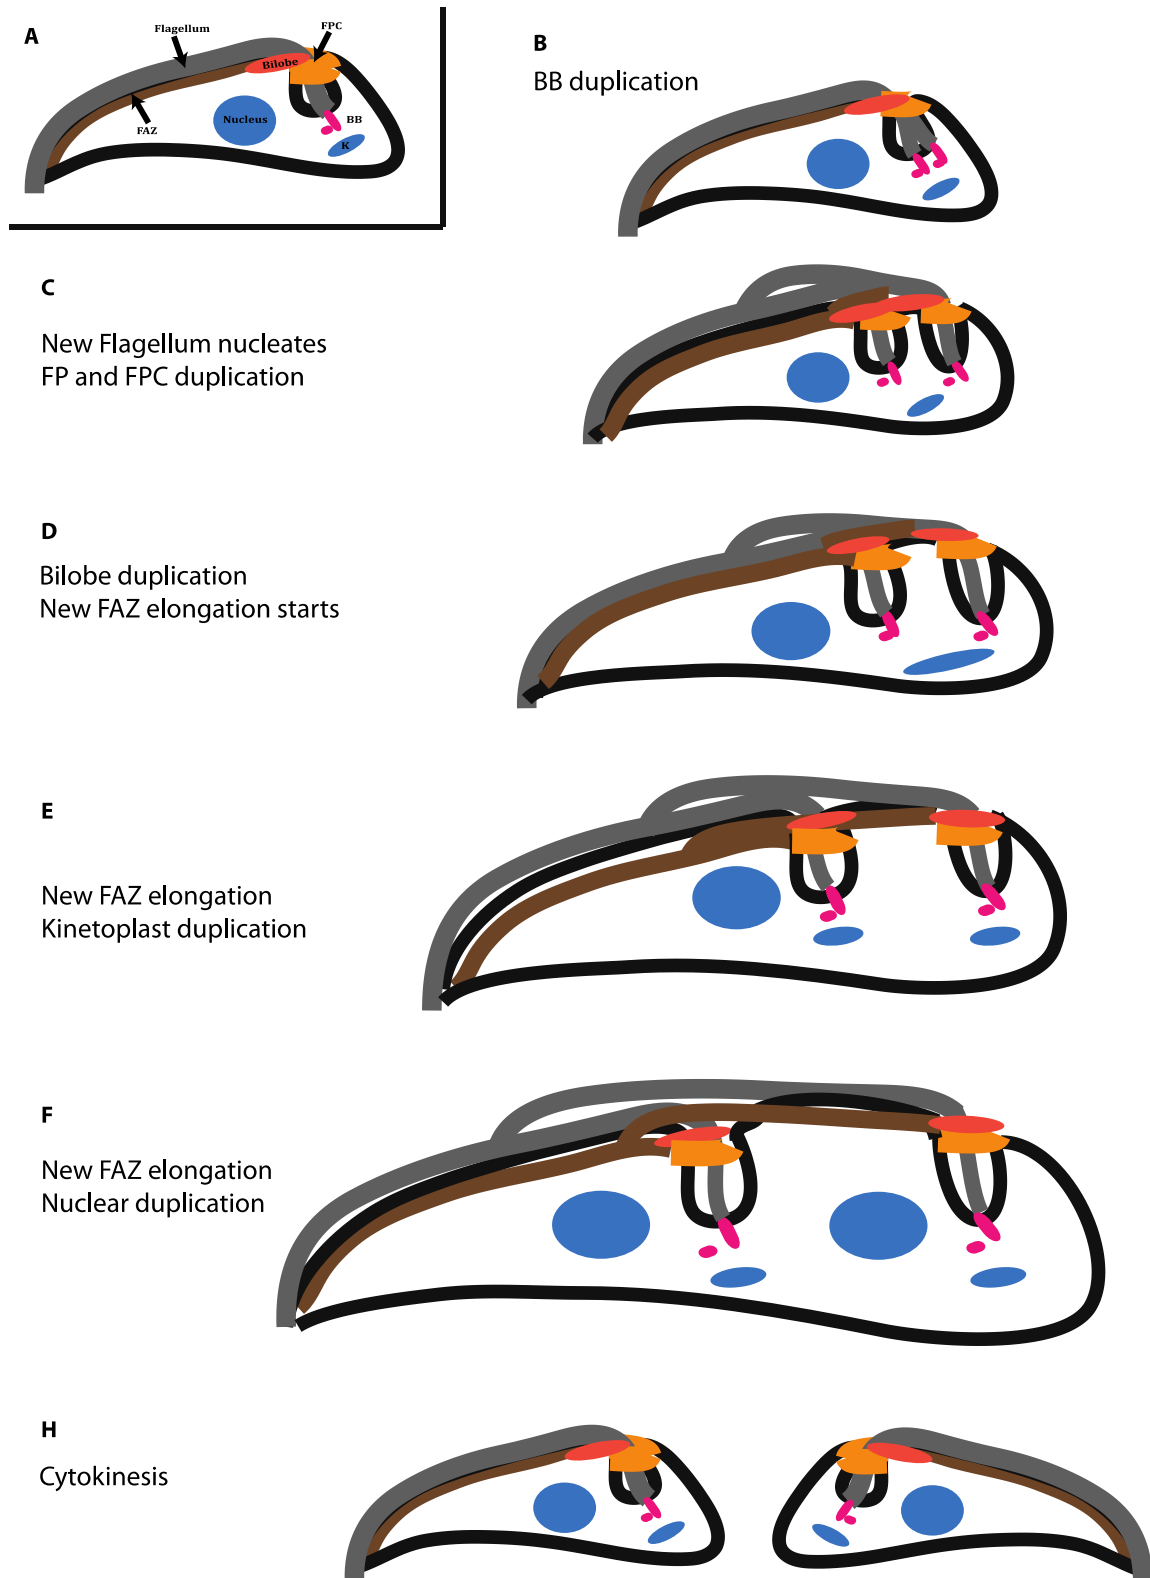 A
Flagellum
FPC
Bilobe
FAZ
Nucleus
BB
K
B
BB duplication
C
New Flagellum nucleates
FP and FPC duplication
D
Bilobe duplication
New FAZ elongation starts
E
New FAZ elongation
Kinetoplast duplication
F
New FAZ elongation
Nuclear duplication
H
Cytokinesis